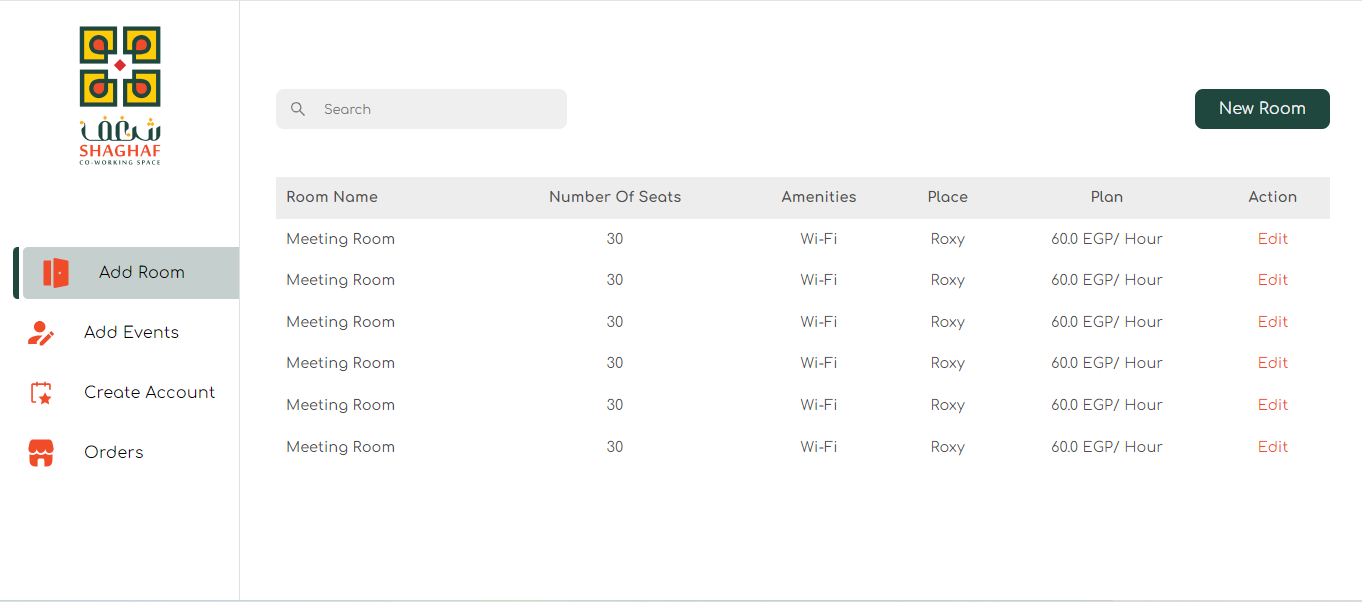 شغف
SHAGHAF
CO-WORKING SPACE
Search
New Room
Room Name Number Of Seats Amenities Place Plan Action
Meeting Room 30 Wi-Fi Roxy 60.0 EGP/ Hour Edit
Meeting Room 30 Wi-Fi Roxy 60.0 EGP/ Hour Edit
Meeting Room 30 Wi-Fi Roxy 60.0 EGP/ Hour Edit
Meeting Room 30 Wi-Fi Roxy 60.0 EGP/ Hour Edit
Meeting Room 30 Wi-Fi Roxy 60.0 EGP/ Hour Edit
Meeting Room 30 Wi-Fi Roxy 60.0 EGP/ Hour Edit
Add Room
Add Events
Create Account
Orders